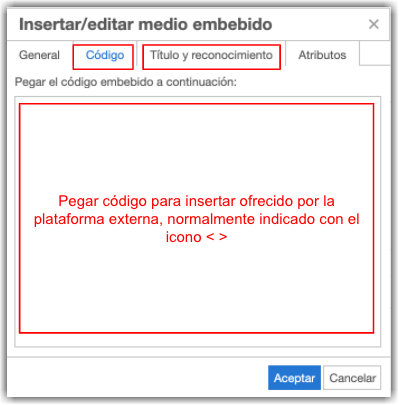 Insertar/editar medio embebido ×
General Código Título y reconocimiento Atributos
Pegar el código embebido a continuación:
Pegar código para insertar ofrecido por la
plataforma externa, normalmente indicado con el
icono < >
Aceptar Cancelar